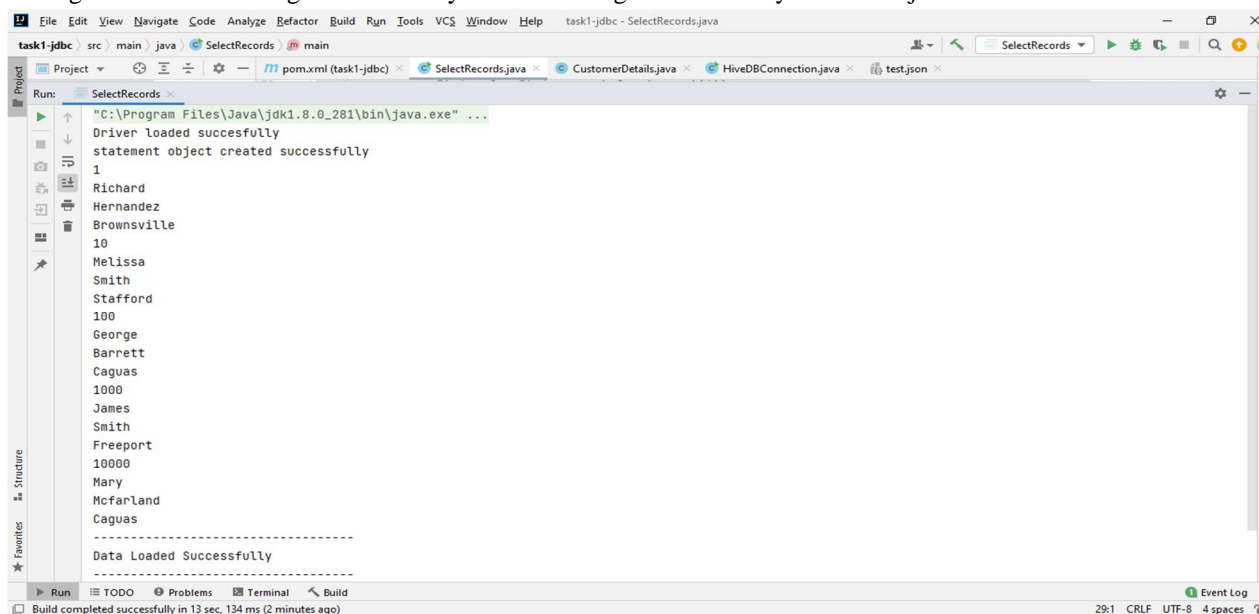 File Edit View Navigate Code Analyze Refactor Build Run Tools VCS Window Help task1-jdbc - SelectRecords.java
task1-jdbc src main java SelectRecords main SelectRecords
Project pom.xml (task1-jdbc) SelectRecords.java CustomerDetails.java HiveDBConnection.java test.json
Project
Run: SelectRecords
"C:\Program Files\Java\jdk1.8.0_281\bin\java.exe" ...
Driver loaded succesfully
statement object created successfully
1
Richard
Hernandez
Brownsville
10
Melissa
Smith
Stafford
100
George
Barrett
Caguas
1000
James
Smith
Freeport
10000
Mary
Mcfarland
Caguas
-----------------------------------
Data Loaded Successfully
-----------------------------------
Structure
Favorites
Run TODO Problems Terminal Build 1 Event Log
Build completed successfully in 13 sec, 134 ms (2 minutes ago) 29:1 CRLF UTF-8 4 spaces